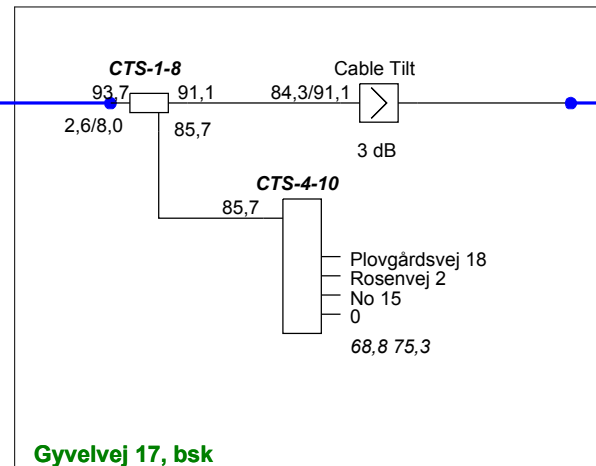 CTS-1-8
Cable Tilt
93,7
91,1
84,3/91,1
2,6/8,0
85,7
3 dB
CTS-4-10
85,7
Plovgårdsvej 18
Rosenvej 2
No 15
0
68,8 75,3
Gyvelvej 17, bsk